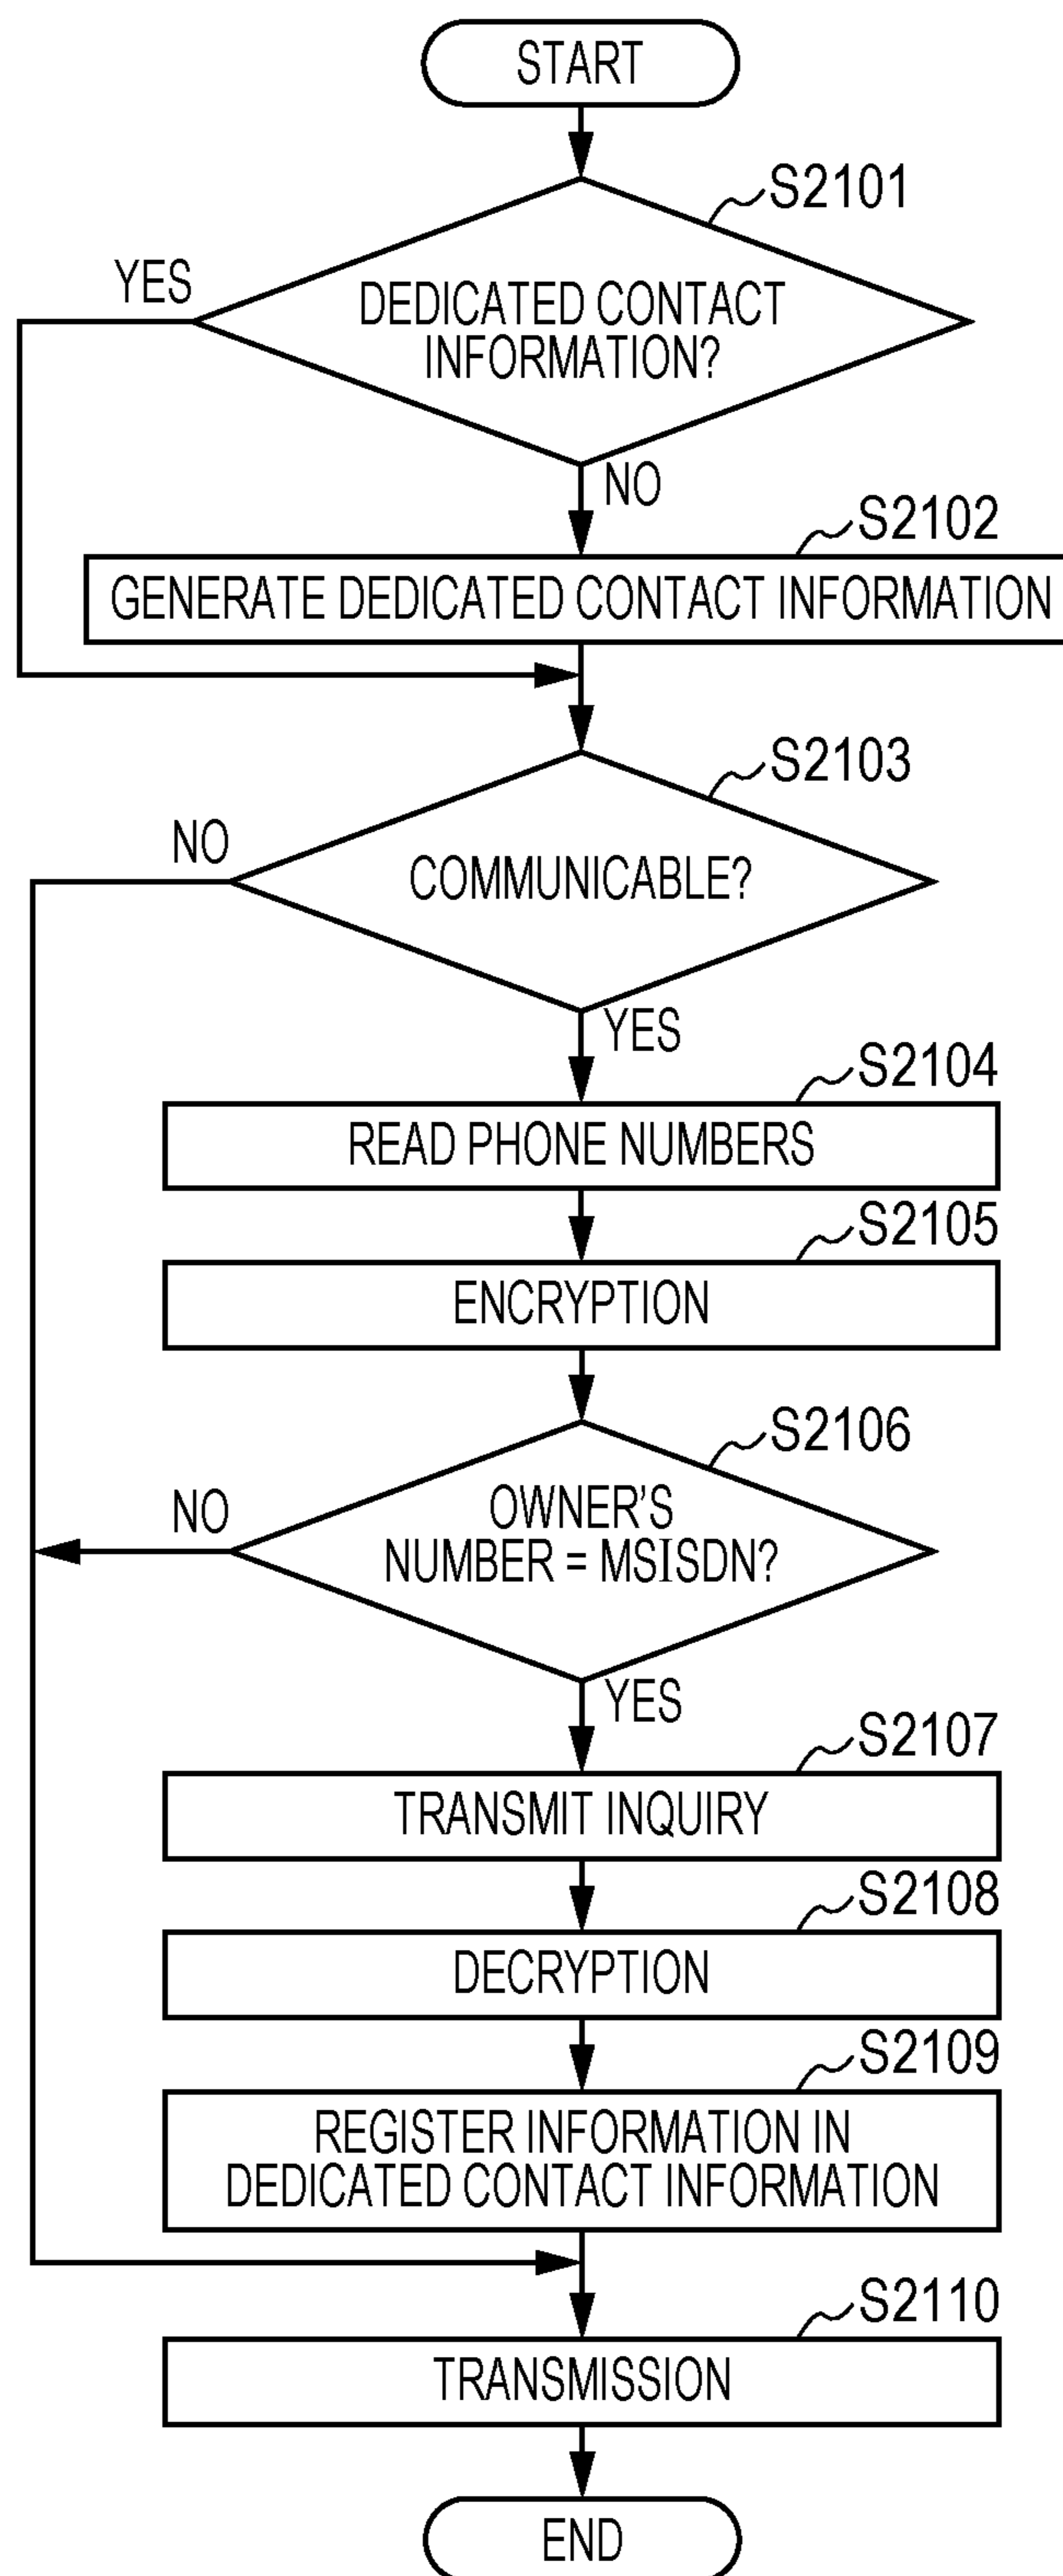 START
S2101
YES
DEDICATED CONTACT
INFORMATION?
NO
S2102
GENERATE DEDICATED CONTACT INFORMATION
S2103
NO
COMMUNICABLE?
YES
S2104
READ PHONE NUMBERS
S2105
ENCRYPTION
S2106
NO
OWNER'S
NUMBER = MSISDN?
YES
S2107
TRANSMIT INQUIRY
S2108
DECRYPTION
S2109
REGISTER INFORMATION IN
DEDICATED CONTACT INFORMATION
S2110
TRANSMISSION
END